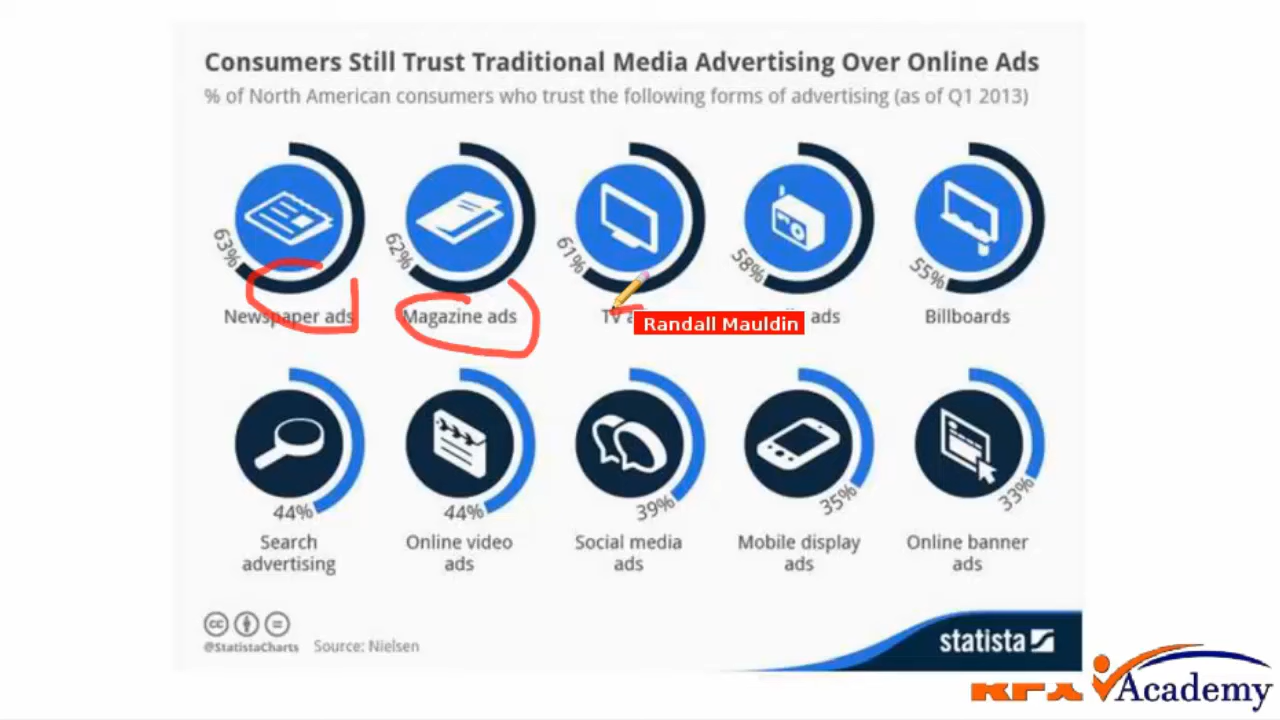 Consumers Still Trust Traditional Media Advertising Over Online Ads
% of North American consumers who trust the following forms of advertising (as of Q1 2013)
63% 62% 61% 58% 55%
Newspaper ads Magazine ads TV ads Billboards
Randall Mauldin
44% 44% 39% 35% 33%
Search advertising
Online video ads
Social media ads
Mobile display ads
Online banner ads
@StatistaCharts Source: Nielsen
statista
Academy